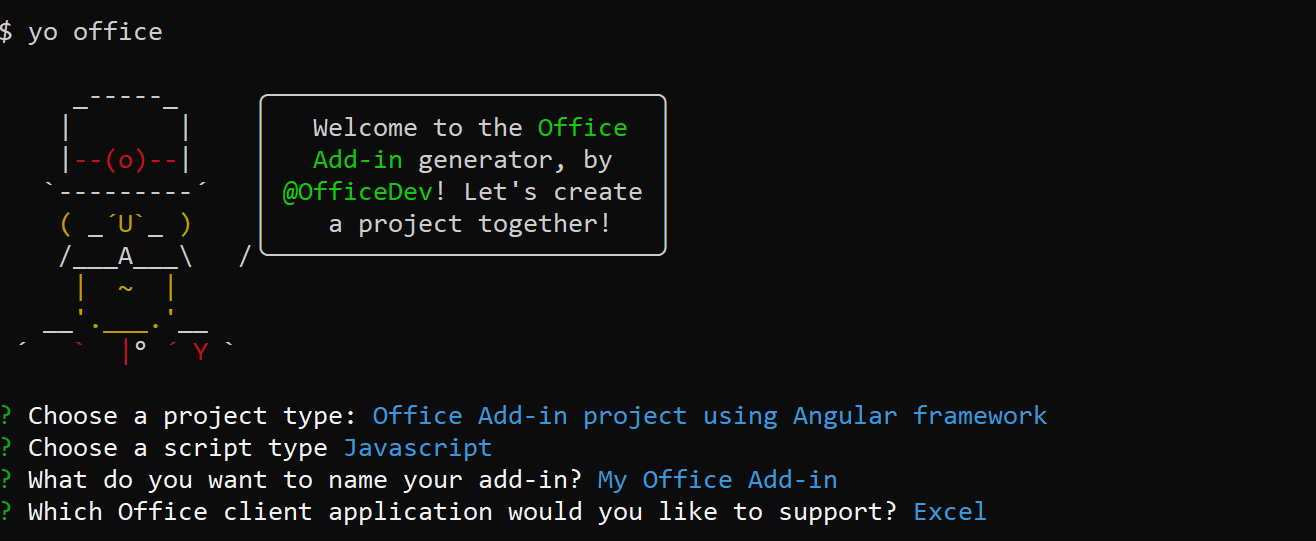 $ yo office
Welcome to the Office
Add-in generator, by
@OfficeDev! Let's create
a project together!
? Choose a project type: Office Add-in project using Angular framework
? Choose a script type Javascript
? What do you want to name your add-in? My Office Add-in
? Which Office client application would you like to support? Excel